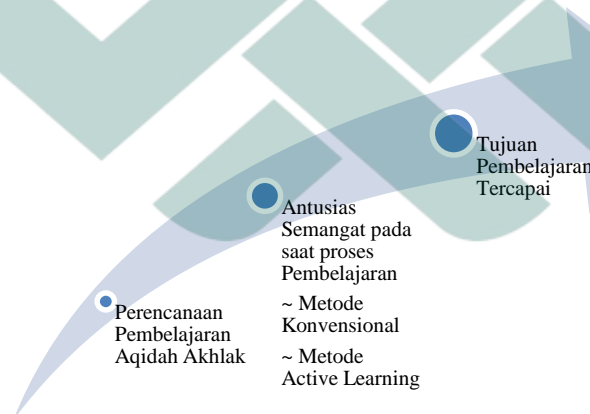 Tujuan
Pembelajaran
Tercapai
Antusias
Semangat pada
saat proses
Pembelajaran
~ Metode
Konvensional
~ Metode
Active Learning
Perencanaan
Pembelajaran
Aqidah Akhlak